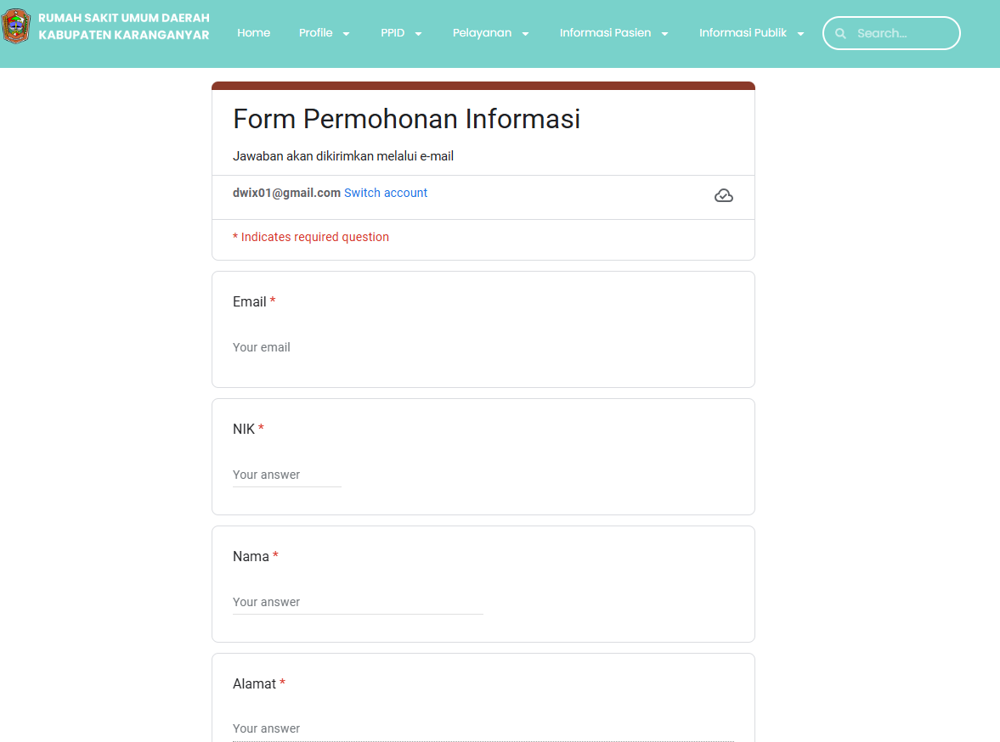 RUMAH SAKIT UMUM DAERAH
KABUPATEN KARANGANYAR
Home Profile PPID Pelayanan Informasi Pasien Informasi Publik Search...
Form Permohonan Informasi
Jawaban akan dikirimkan melalui e-mail
dwix01@gmail.com Switch account
* Indicates required question
Email *
Your email
NIK *
Your answer
Nama *
Your answer
Alamat *
Your answer